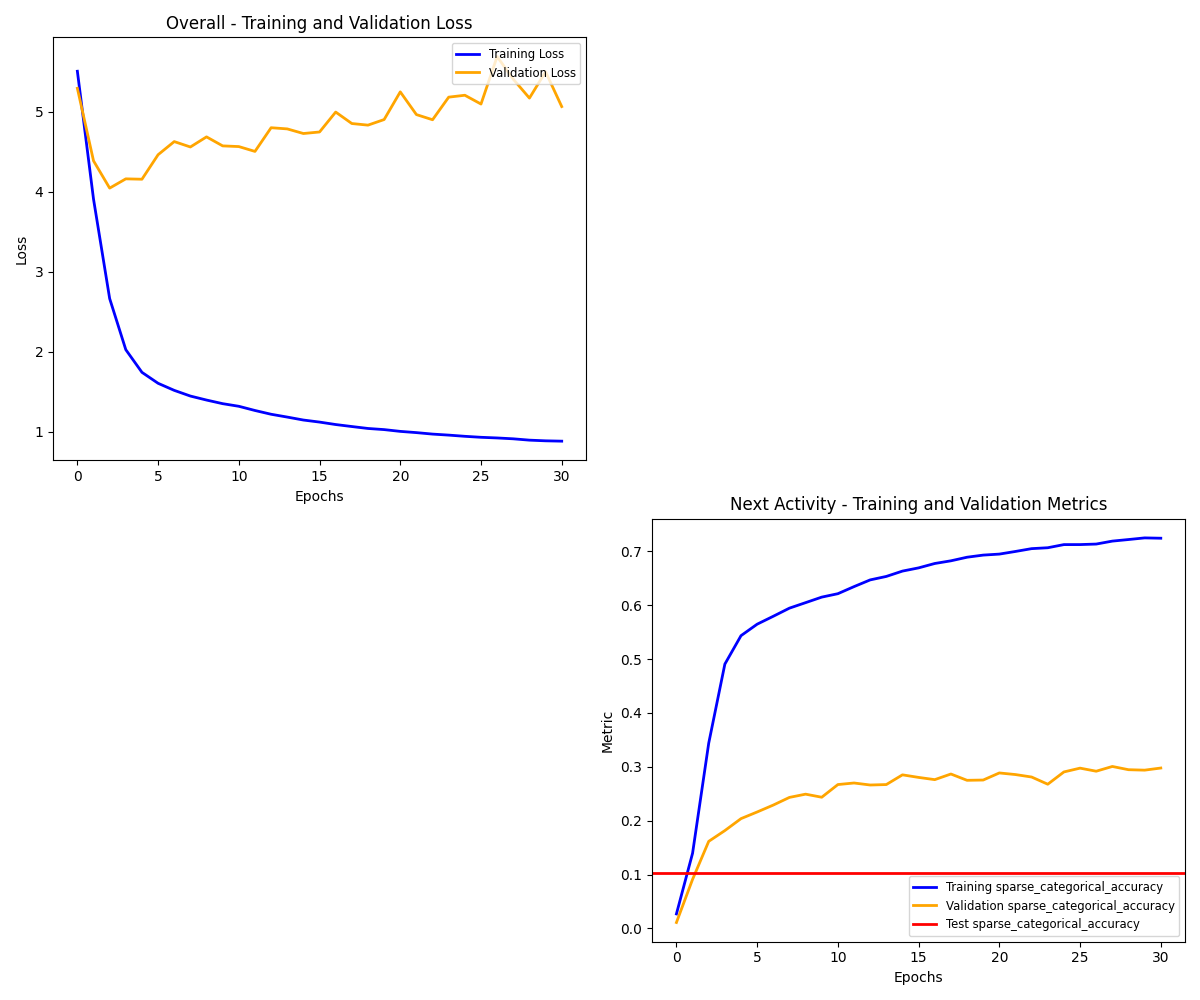 Overall - Training and Validation Loss
Training Loss
Validation Loss
5
4
3
2
1
Loss
0 5 10 15 20 25 30
Epochs
Next Activity - Training and Validation Metrics
0.7
0.6
0.5
0.4
0.3
0.2
0.1
0.0
Metric
Training sparse_categorical_accuracy
Validation sparse_categorical_accuracy
Test sparse_categorical_accuracy
0 5 10 15 20 25 30
Epochs